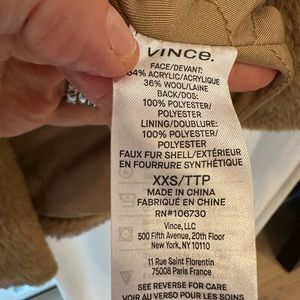 VINCE.
FACE/DEVANT:
64% ACRYLIC/ACRYLIQUE
36% WOOL/LAINE
BACK/DOS:
100% POLYESTER/
POLYESTER
LINING/DOUBLURE:
100% POLYESTER/
POLYESTER
FAUX FUR SHELL/EXTÉRIEUR
EN FOURRURE SYNTHÉTIQUE
XXS/TTP
MADE IN CHINA
FABRIQUÉ EN CHINE
RN#106730
Vince, LLC
500 Fifth Avenue, 20th Floor
New York, NY 10110
11 Rue Saint Florentin
75008 Paris France
SEE REVERSE FOR CARE
VOIR AU VERSO POUR LES SOINS